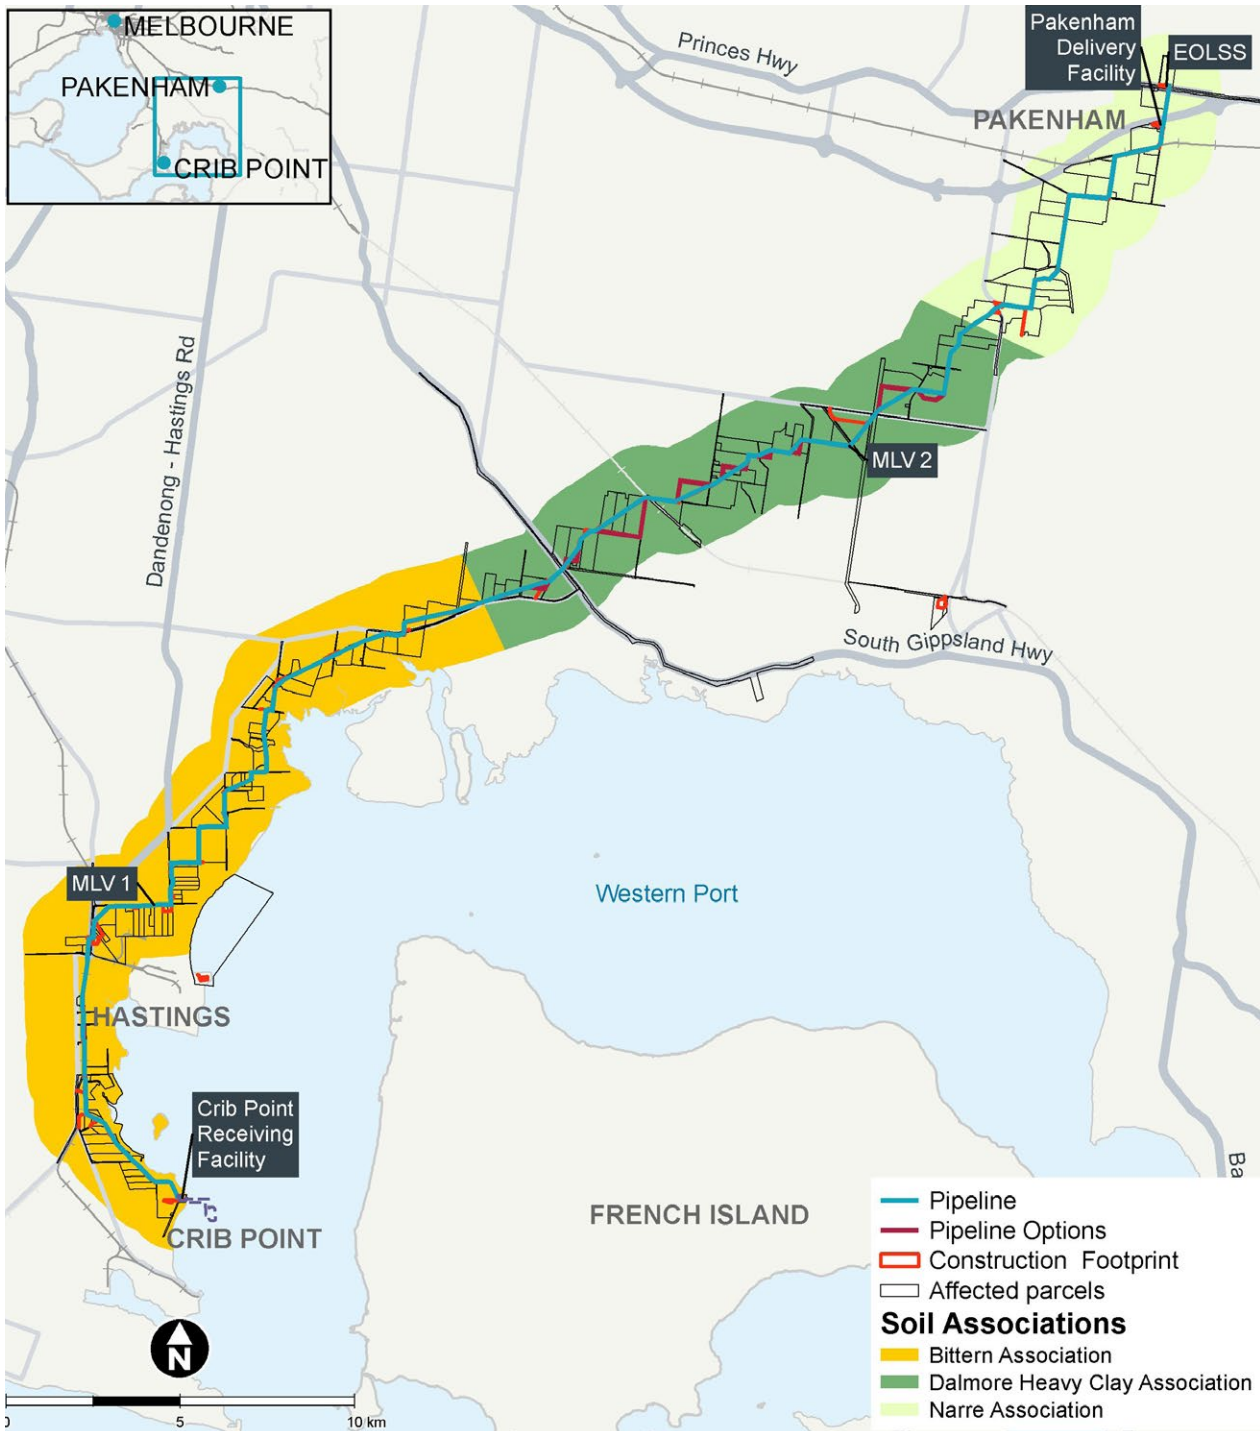 MELBOURNE
PAKENHAM
CRIB POINT
Princes Hwy
Pakenham
Delivery
Facility
EOLSS
PAKENHAM
Dandenong - Hastings Rd
MLV 2
South Gippsland Hwy
MLV 1
Western Port
HASTINGS
Crib Point
Receiving
Facility
CRIB POINT
FRENCH ISLAND
Ba
N
0 5 10 km
Pipeline
Pipeline Options
Construction Footprint
Affected parcels
Soil Associations
Bittern Association
Dalmore Heavy Clay Association
Narre Association